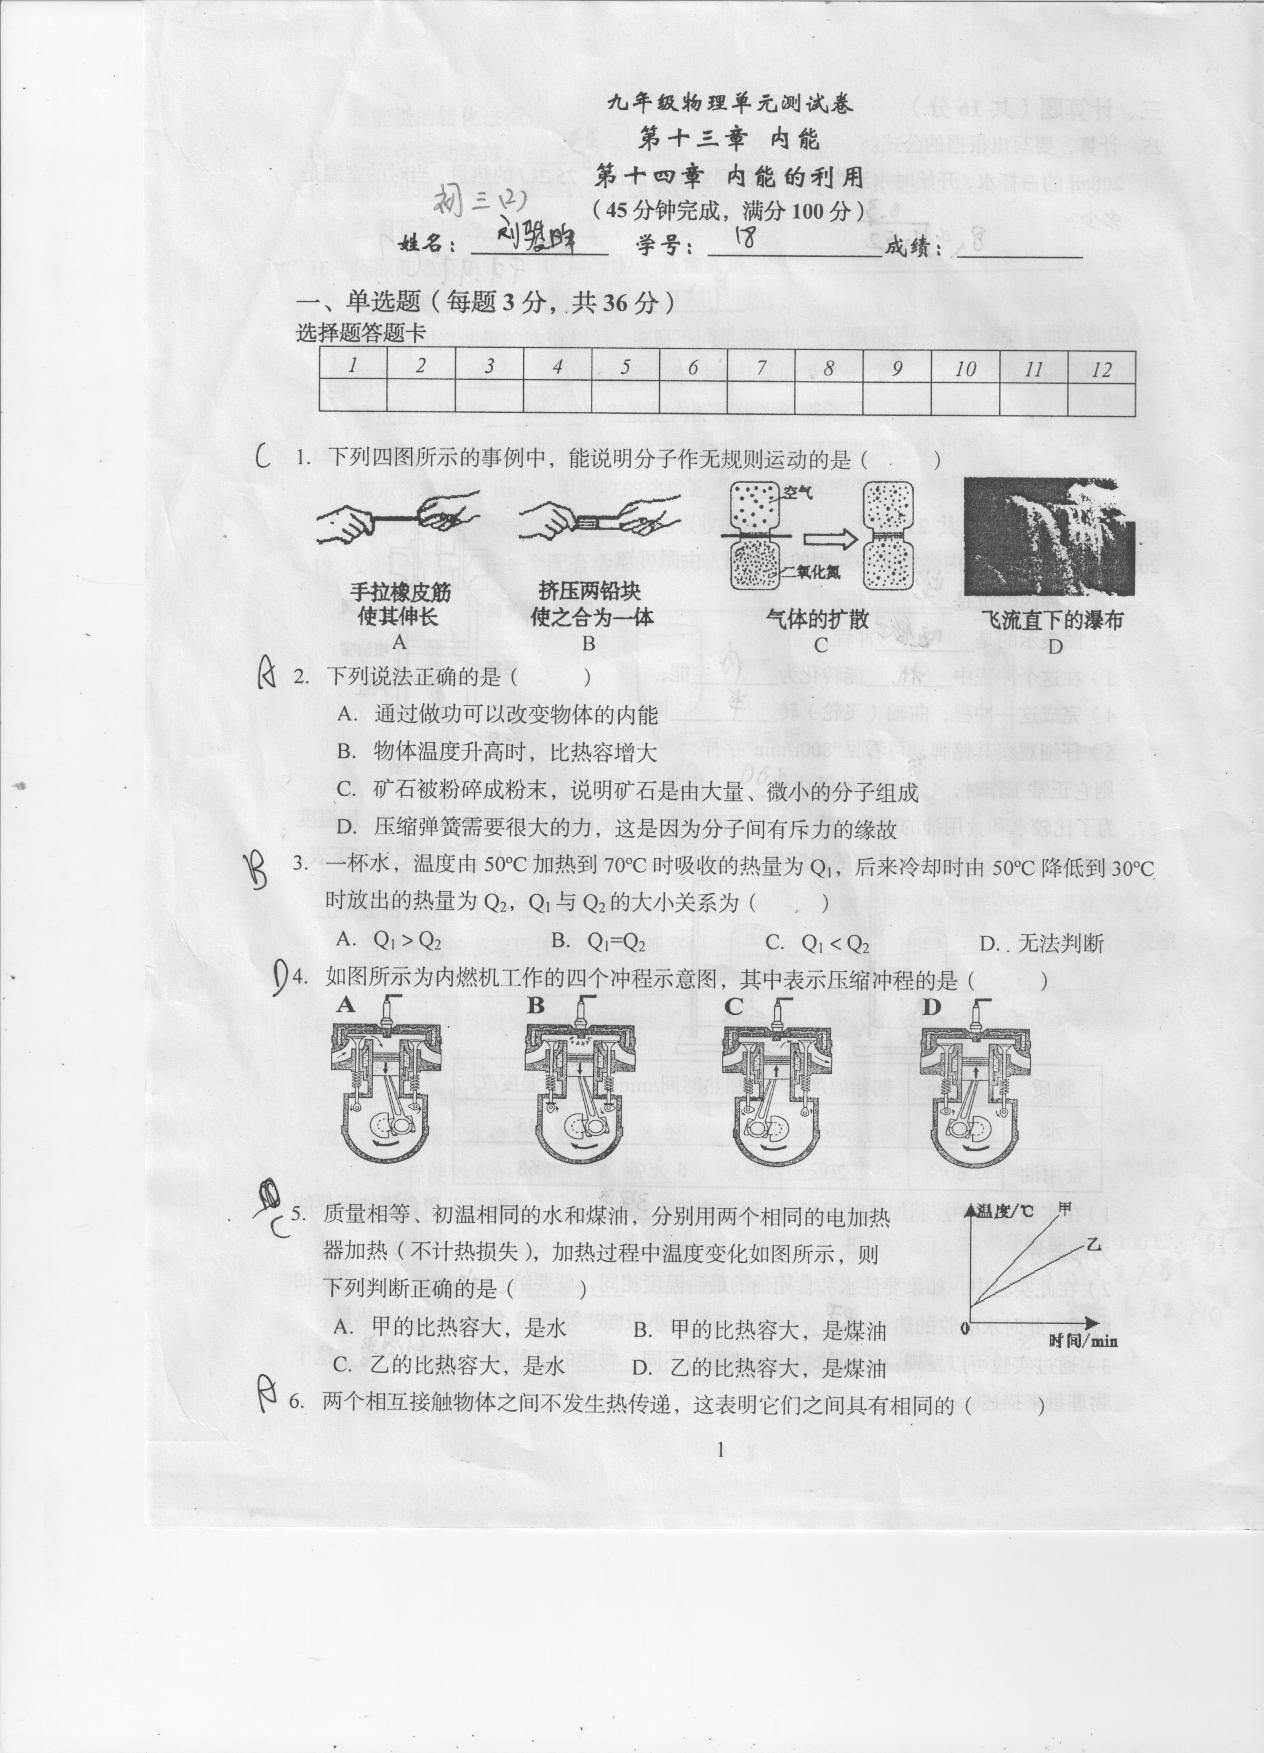 九年级物理单元测试卷
第十三章 内能
第十四章 内能的利用
初三(2)
(45分钟完成，满分100分)
姓名： 刘骏昨 学号： 18 成绩：
一、单选题（每题3分，共36分）
选择题答题卡
1 2 3 4 5 6 7 8 9 10 11 12
C 1. 下列四图所示的事例中，能说明分子作无规则运动的是（ ）
空气
二氧化氮
手拉橡皮筋 挤压两铅块
使其伸长 使之合为一体 气体的扩散 飞流直下的瀑布
A B C D
A 2. 下列说法正确的是（ ）
A. 通过做功可以改变物体的内能
B. 物体温度升高时，比热容增大
C. 矿石被粉碎成粉末，说明矿石是由大量、微小的分子组成
D. 压缩弹簧需要很大的力，这是因为分子间有斥力的缘故
B 3. 一杯水，温度由50℃加热到70℃时吸收的热量为Q1，后来冷却时由50℃降低到30℃
时放出的热量为Q2，Q1与Q2的大小关系为（ ）
A. Q1＞Q2 B. Q1=Q2 C. Q1＜Q2 D. 无法判断
D 4. 如图所示为内燃机工作的四个冲程示意图，其中表示压缩冲程的是（ ）
A B C D
C 5. 质量相等、初温相同的水和煤油，分别用两个相同的电加热
器加热（不计热损失），加热过程中温度变化如图所示，则
下列判断正确的是（ ）
温度/℃ 甲
乙
0
时间/min
A. 甲的比热容大，是水 B. 甲的比热容大，是煤油
C. 乙的比热容大，是水 D. 乙的比热容大，是煤油
A 6. 两个相互接触物体之间不发生热传递，这表明它们之间具有相同的（ ）
1